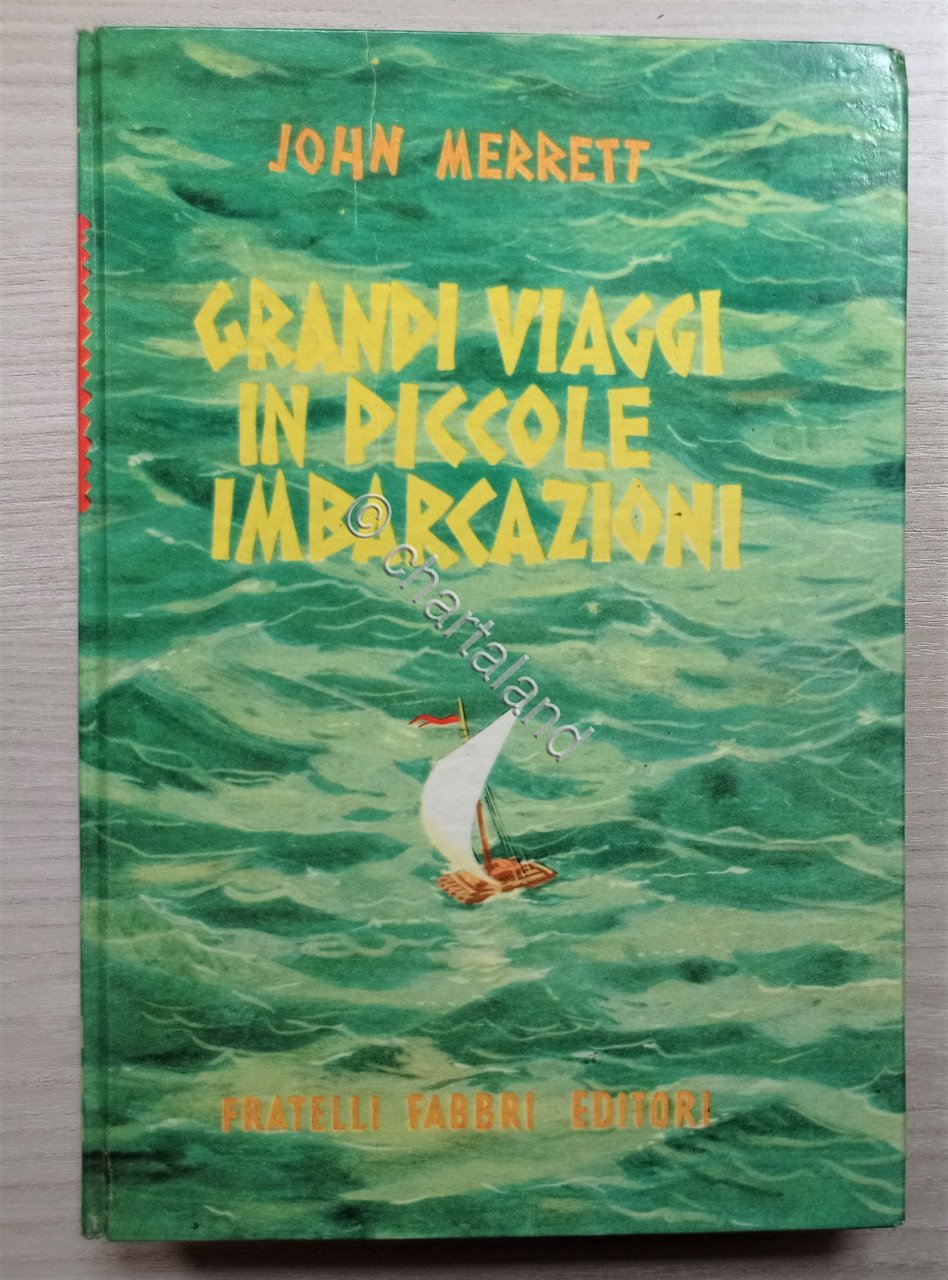 JOHN MERRETT
GRANDI VIAGGI
IN PICCOLE
IMBARCAZIONI
© chartaland
FRATELLI FABBRI EDITORI